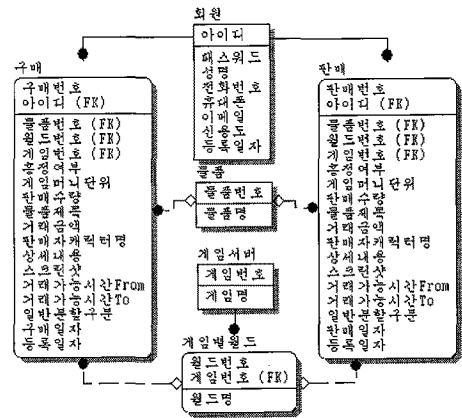 회원
아이디
패스워드
성명
전화번호
휴대폰
이메일
신용도
등록일자
구매
구매번호
아이디 (FK)
물품번호 (FK)
월드번호 (FK)
게임번호 (FK)
흥정여부
게임머니단위
판매수량
물품제목
거래금액
판매자캐릭터명
상세내용
스크린샷
거래가능시간From
거래가능시간To
일반분할구분
구매일자
등록일자
판매
판매번호
아이디 (FK)
물품번호 (FK)
월드번호 (FK)
게임번호 (FK)
흥정여부
게임머니단위
판매수량
물품제목
거래금액
판매자캐릭터명
상세내용
스크린샷
거래가능시간From
거래가능시간To
일반분할구분
판매일자
등록일자
물품
물품번호
물품명
게임서버
게임번호
게임명
게임별월드
월드번호
게임번호 (FK)
월드명